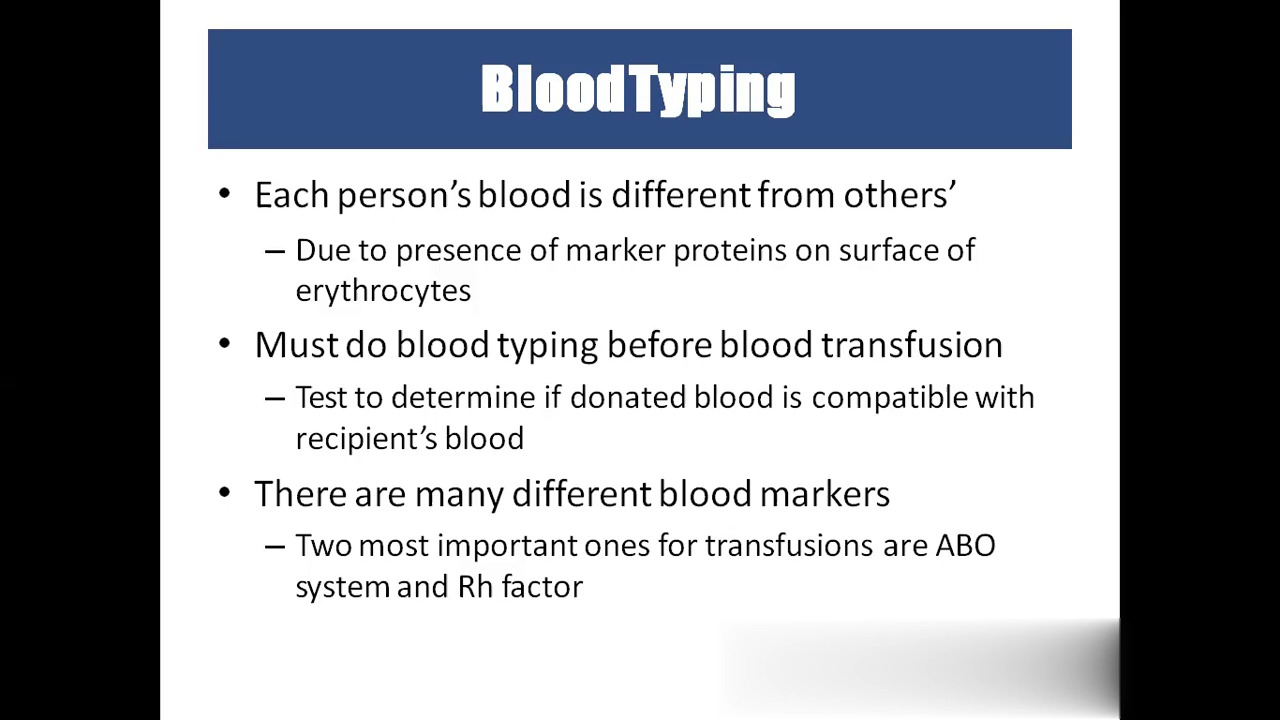 Blood Typing
• Each person’s blood is different from others’
– Due to presence of marker proteins on surface of
erythrocytes
• Must do blood typing before blood transfusion
– Test to determine if donated blood is compatible with
recipient’s blood
• There are many different blood markers
– Two most important ones for transfusions are ABO
system and Rh factor